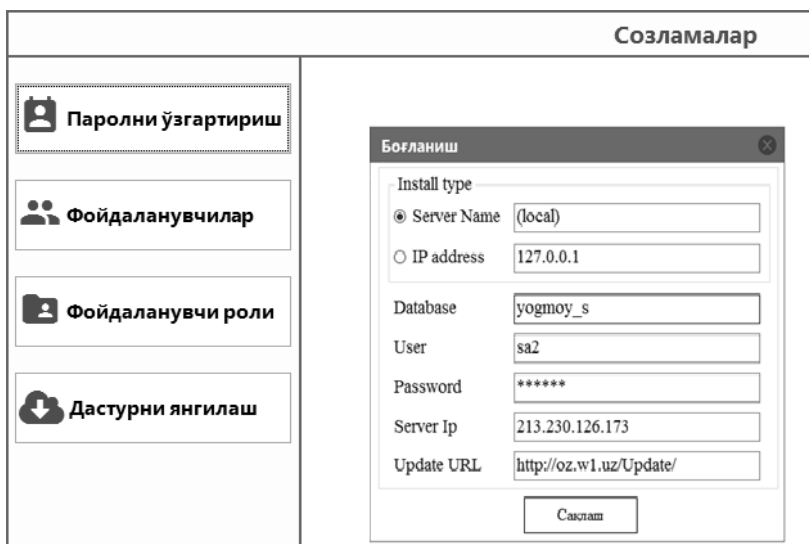 Созламалар
Паролни ўзгартириш
Фойдаланувчилар
Фойдаланувчи роли
Дастурни янгилаш
Боғланиш
Install type
Server Name (local)
IP address 127.0.0.1
Database yogmoy_s
User sa2
Password ******
Server Ip 213.230.126.173
Update URL http://oz.w1.uz/Update/
Сақлаш